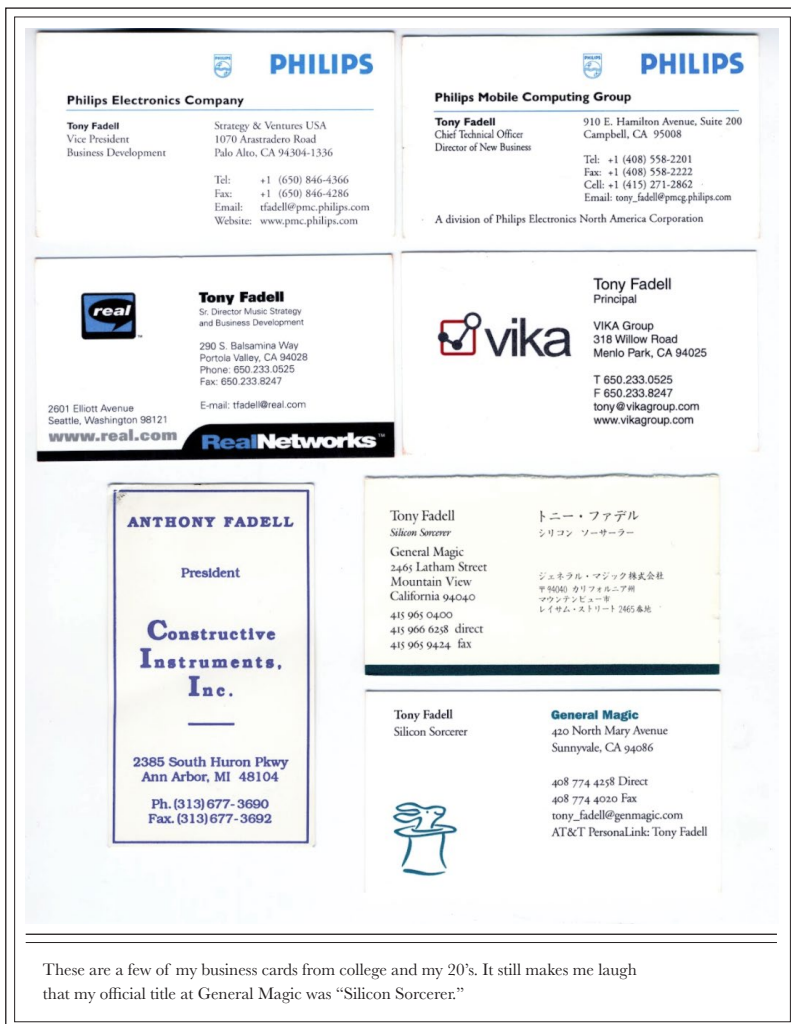 PHILIPS
Philips Electronics Company
Tony Fadell
Vice President
Business Development
Strategy & Ventures USA
1070 Arastradero Road
Palo Alto, CA 94304-1336
Tel: +1 (650) 846-4366
Fax: +1 (650) 846-4286
Email: tfadell@pmc.philips.com
Website: www.pmc.philips.com
PHILIPS
Philips Mobile Computing Group
Tony Fadell
Chief Technical Officer
Director of New Business
910 E. Hamilton Avenue, Suite 200
Campbell, CA 95008
Tel: +1 (408) 558-2201
Fax: +1 (408) 558-2222
Cell: +1 (415) 271-2862
Email: tony_fadell@pmcg.philips.com
A division of Philips Electronics North America Corporation
real
Tony Fadell
Sr. Director Music Strategy
and Business Development
290 S. Balsamina Way
Portola Valley, CA 94028
Phone: 650.233.0525
Fax: 650.233.8247
E-mail: tfadell@real.com
2601 Elliott Avenue
Seattle, Washington 98121
www.real.com
RealNetworks™
vika
Tony Fadell
Principal
VIKA Group
318 Willow Road
Menlo Park, CA 94025
T 650.233.0525
F 650.233.8247
tony@vikagroup.com
www.vikagroup.com
ANTHONY FADELL
President
Constructive
Instruments,
Inc.
2385 South Huron Pkwy
Ann Arbor, MI 48104
Ph. (313) 677-3690
Fax. (313) 677-3692
Tony Fadell
Silicon Sorcerer
General Magic
2465 Latham Street
Mountain View
California 94040
415 965 0400
415 966 6258 direct
415 965 9424 fax
トニー・ファデル
シリコン ソーサーラー
ジェネラル・マジック株式会社
〒94040 カリフォルニア州
マウンテンビュー市
レイサム・ストリート 2465番地
Tony Fadell
Silicon Sorcerer
General Magic
420 North Mary Avenue
Sunnyvale, CA 94086
408 774 4258 Direct
408 774 4020 Fax
tony_fadell@genmagic.com
AT&T PersonaLink: Tony Fadell
These are a few of my business cards from college and my 20's. It still makes me laugh
that my official title at General Magic was “Silicon Sorcerer.”